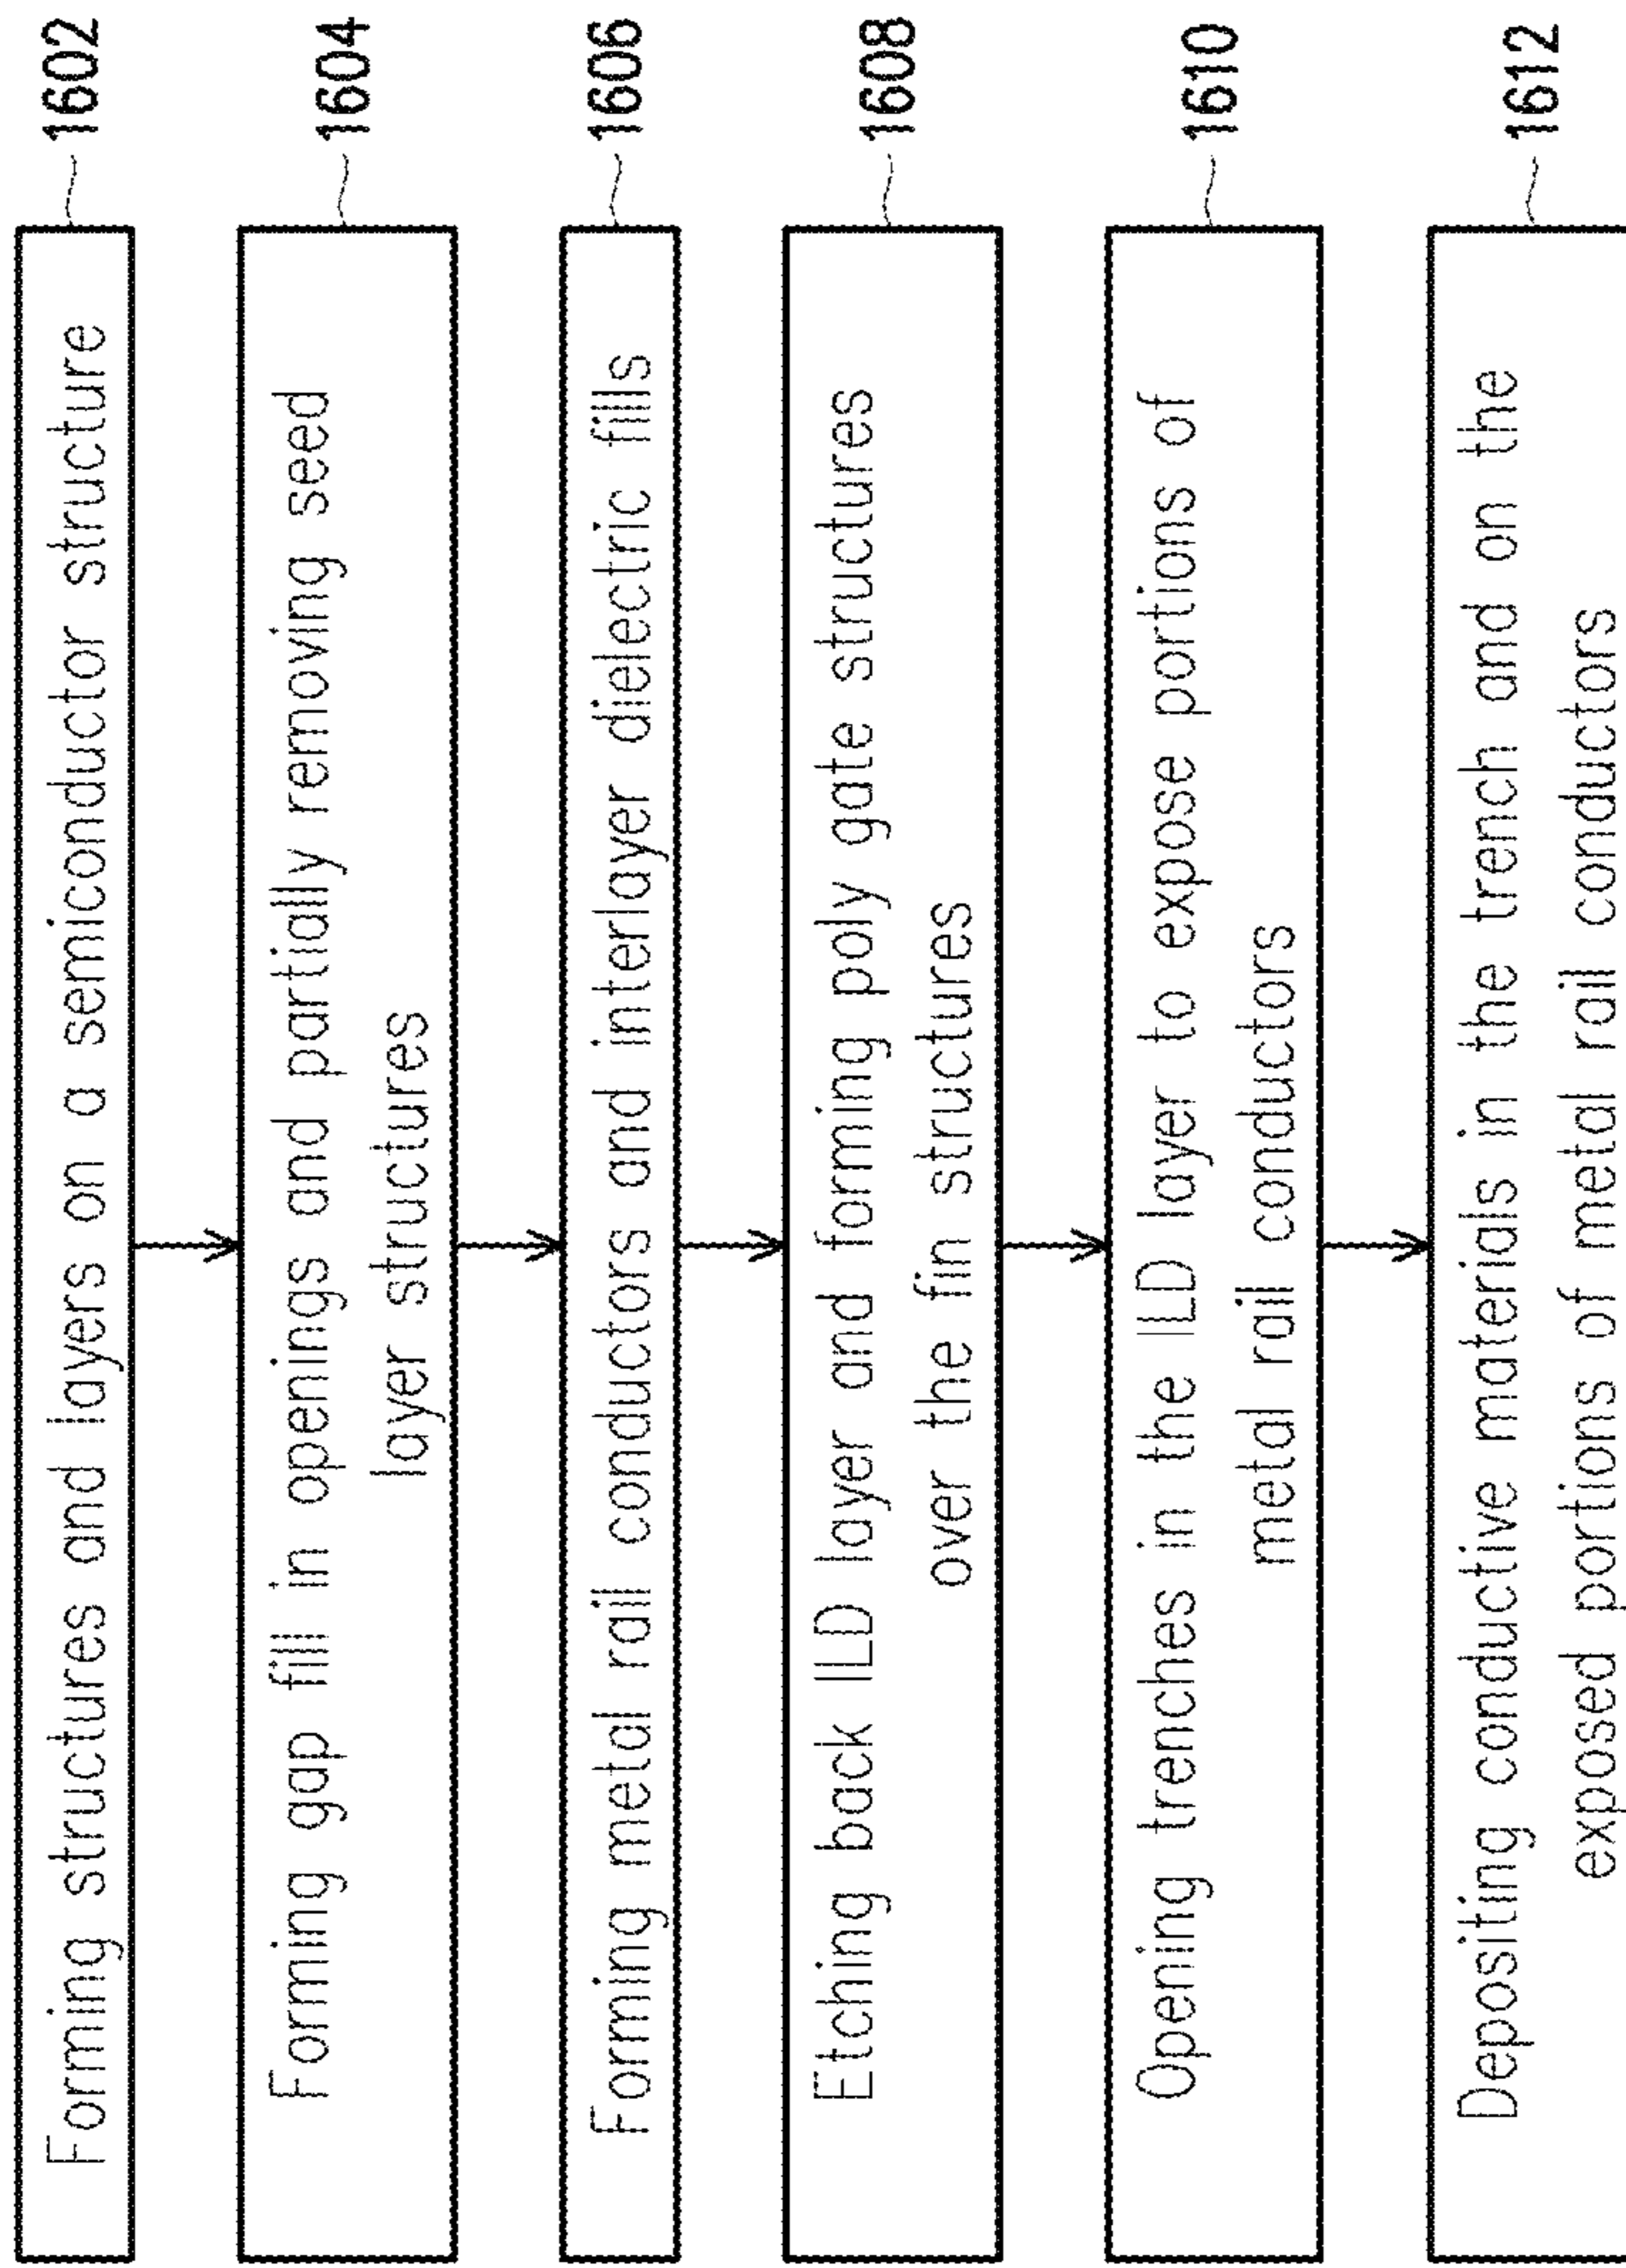 Forming structures and layers on a semiconductor structure
1602
Forming gap fill in openings and partially removing seed
layer structures
1604
Forming metal rail conductors and interlayer dielectric fills
1606
Etching back ILD layer and forming poly gate structures
over the fin structures
1608
Opening trenches in the ILD layer to expose portions of
metal rail conductors
1610
Depositing conductive materials in the trench and on the
exposed portions of metal rail conductors
1612